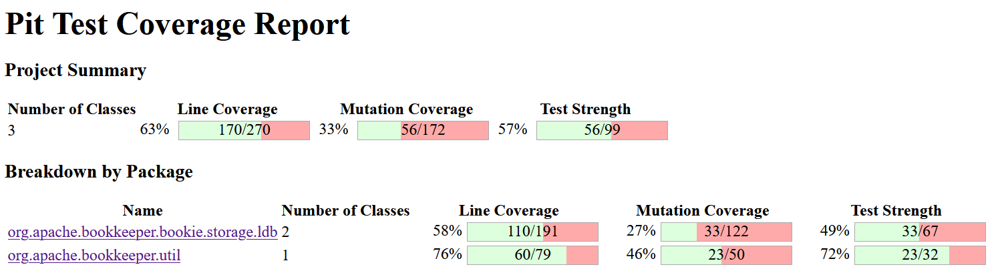 Pit Test Coverage Report
Project Summary
Number of Classes Line Coverage Mutation Coverage Test Strength
3 63% 170/270 33% 56/172 57% 56/99
Breakdown by Package
Name Number of Classes Line Coverage Mutation Coverage Test Strength
org.apache.bookkeeper.bookie.storage.ldb 2 58% 110/191 27% 33/122 49% 33/67
org.apache.bookkeeper.util 1 76% 60/79 46% 23/50 72% 23/32